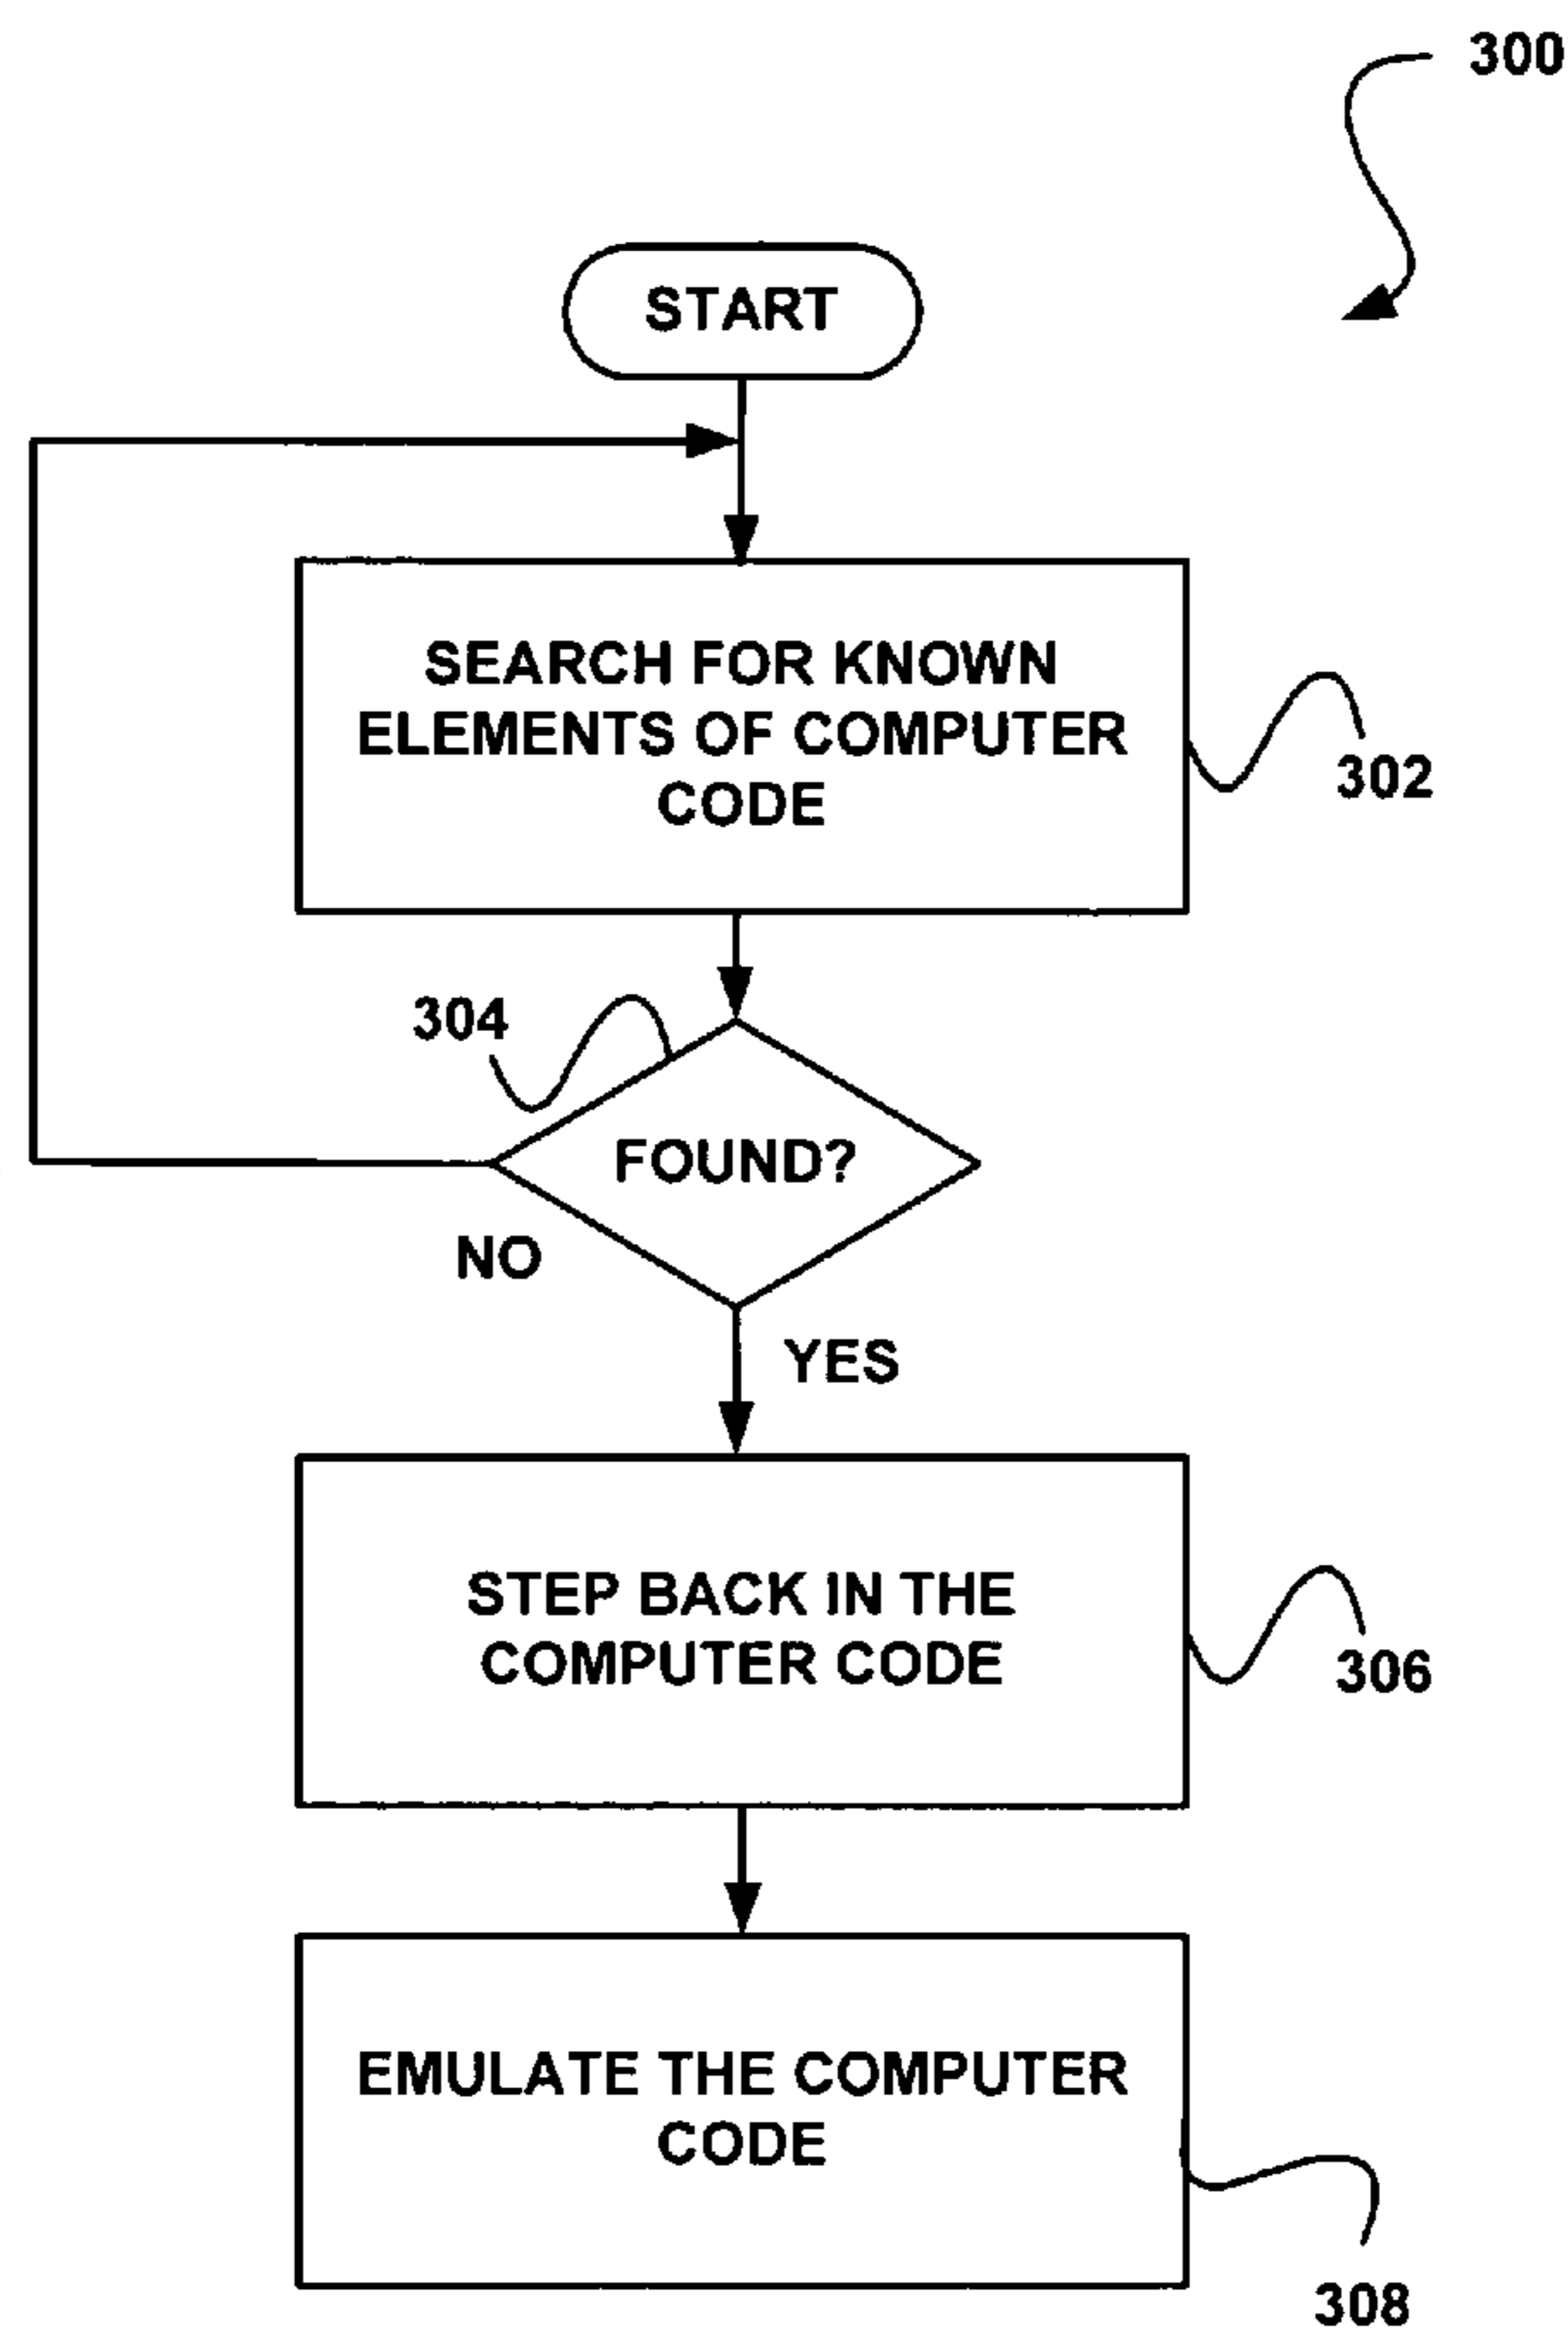 300
START
SEARCH FOR KNOWN
ELEMENTS OF COMPUTER
CODE
302
304
FOUND?
NO
YES
STEP BACK IN THE
COMPUTER CODE
306
EMULATE THE COMPUTER
CODE
308